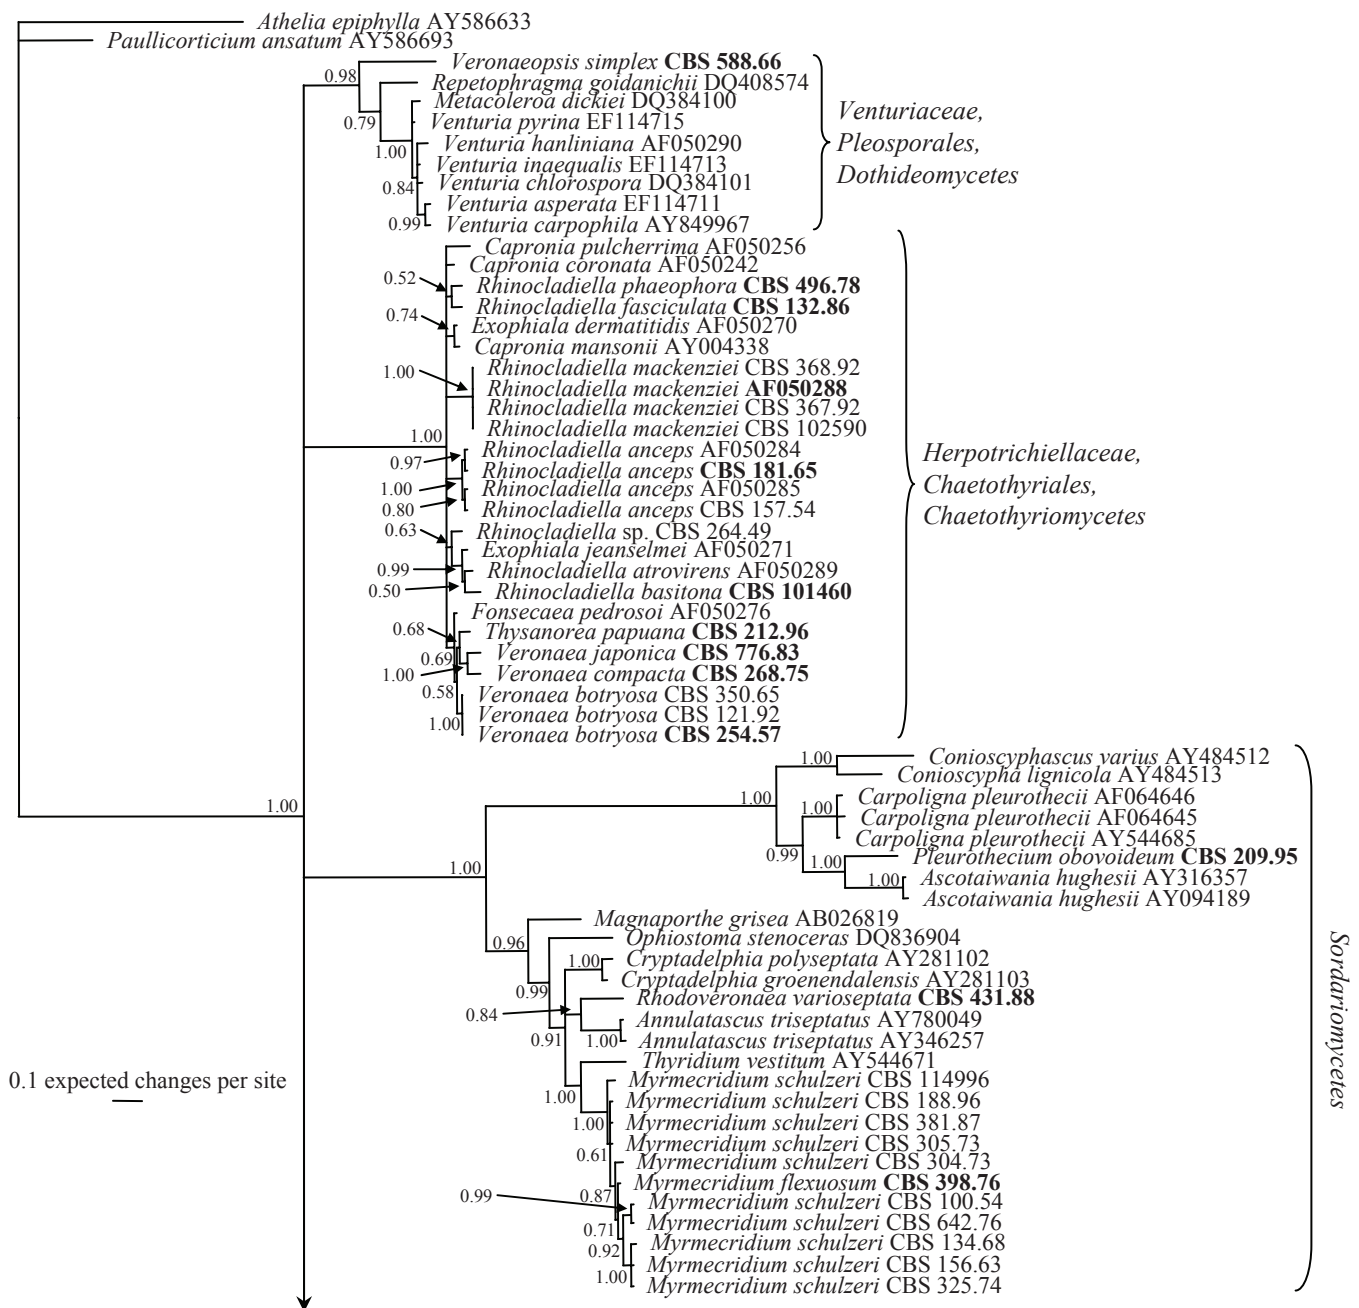 Athelia epiphylla AY586633
Paullicorticium ansatum AY586693
Veronaeopsis simplex CBS 588.66
0.98
Repetophragma goidanichii DQ408574
Metacoleroa dickiei DQ384100
0.79
Venturia pyrina EF114715
Venturia hanliniana AF050290
1.00
Venturia inaequalis EF114713
Venturia chlorospora DQ384101
0.84
Venturia asperata EF114711
0.99
Venturia carpophila AY849967
Venturiaceae,
Pleosporales,
Dothideomycetes
Capronia pulcherrima AF050256
Capronia coronata AF050242
0.52
Rhinocladiella phaeophora CBS 496.78
Rhinocladiella fasciculata CBS 132.86
0.74
Exophiala dermatitidis AF050270
Capronia mansonii AY004338
Rhinocladiella mackenziei CBS 368.92
1.00
Rhinocladiella mackenziei AF050288
Rhinocladiella mackenziei CBS 367.92
Rhinocladiella mackenziei CBS 102590
1.00
Rhinocladiella anceps AF050284
0.97
Rhinocladiella anceps CBS 181.65
1.00
Rhinocladiella anceps AF050285
0.80
Rhinocladiella anceps CBS 157.54
0.63
Rhinocladiella sp. CBS 264.49
Exophiala jeanselmei AF050271
0.99
Rhinocladiella atrovirens AF050289
0.50
Rhinocladiella basitona CBS 101460
Fonsecaea pedrosoi AF050276
0.68
Thysanorea papuana CBS 212.96
0.69
Veronaea japonica CBS 776.83
1.00
Veronaea compacta CBS 268.75
0.58
Veronaea botryosa CBS 350.65
Veronaea botryosa CBS 121.92
1.00
Veronaea botryosa CBS 254.57
Herpotrichiellaceae,
Chaetothyriales,
Chaetothyriomycetes
1.00
1.00
Conioscyphascus varius AY484512
Conioscypha lignicola AY484513
1.00
Carpoligna pleurothecii AF064646
1.00
Carpoligna pleurothecii AF064645
Carpoligna pleurothecii AY544685
0.99
Pleurothecium obovoideum CBS 209.95
1.00
1.00
Ascotaiwania hughesii AY316357
1.00
Ascotaiwania hughesii AY094189
Magnaporthe grisea AB026819
0.96
Ophiostoma stenoceras DQ836904
Cryptadelphia polyseptata AY281102
1.00
Cryptadelphia groenendalensis AY281103
0.99
Rhodoveronaea varioseptata CBS 431.88
0.84
Annulatascus triseptatus AY780049
0.91
1.00
Annulatascus triseptatus AY346257
Thyridium vestitum AY544671
Myrmecridium schulzeri CBS 114996
1.00
Myrmecridium schulzeri CBS 188.96
1.00
Myrmecridium schulzeri CBS 381.87
Myrmecridium schulzeri CBS 305.73
0.61
Myrmecridium schulzeri CBS 304.73
Myrmecridium flexuosum CBS 398.76
0.99
0.87
Myrmecridium schulzeri CBS 100.54
Myrmecridium schulzeri CBS 642.76
0.71
Myrmecridium schulzeri CBS 134.68
0.92
Myrmecridium schulzeri CBS 156.63
1.00
Myrmecridium schulzeri CBS 325.74
Sordariomycetes
0.1 expected changes per site